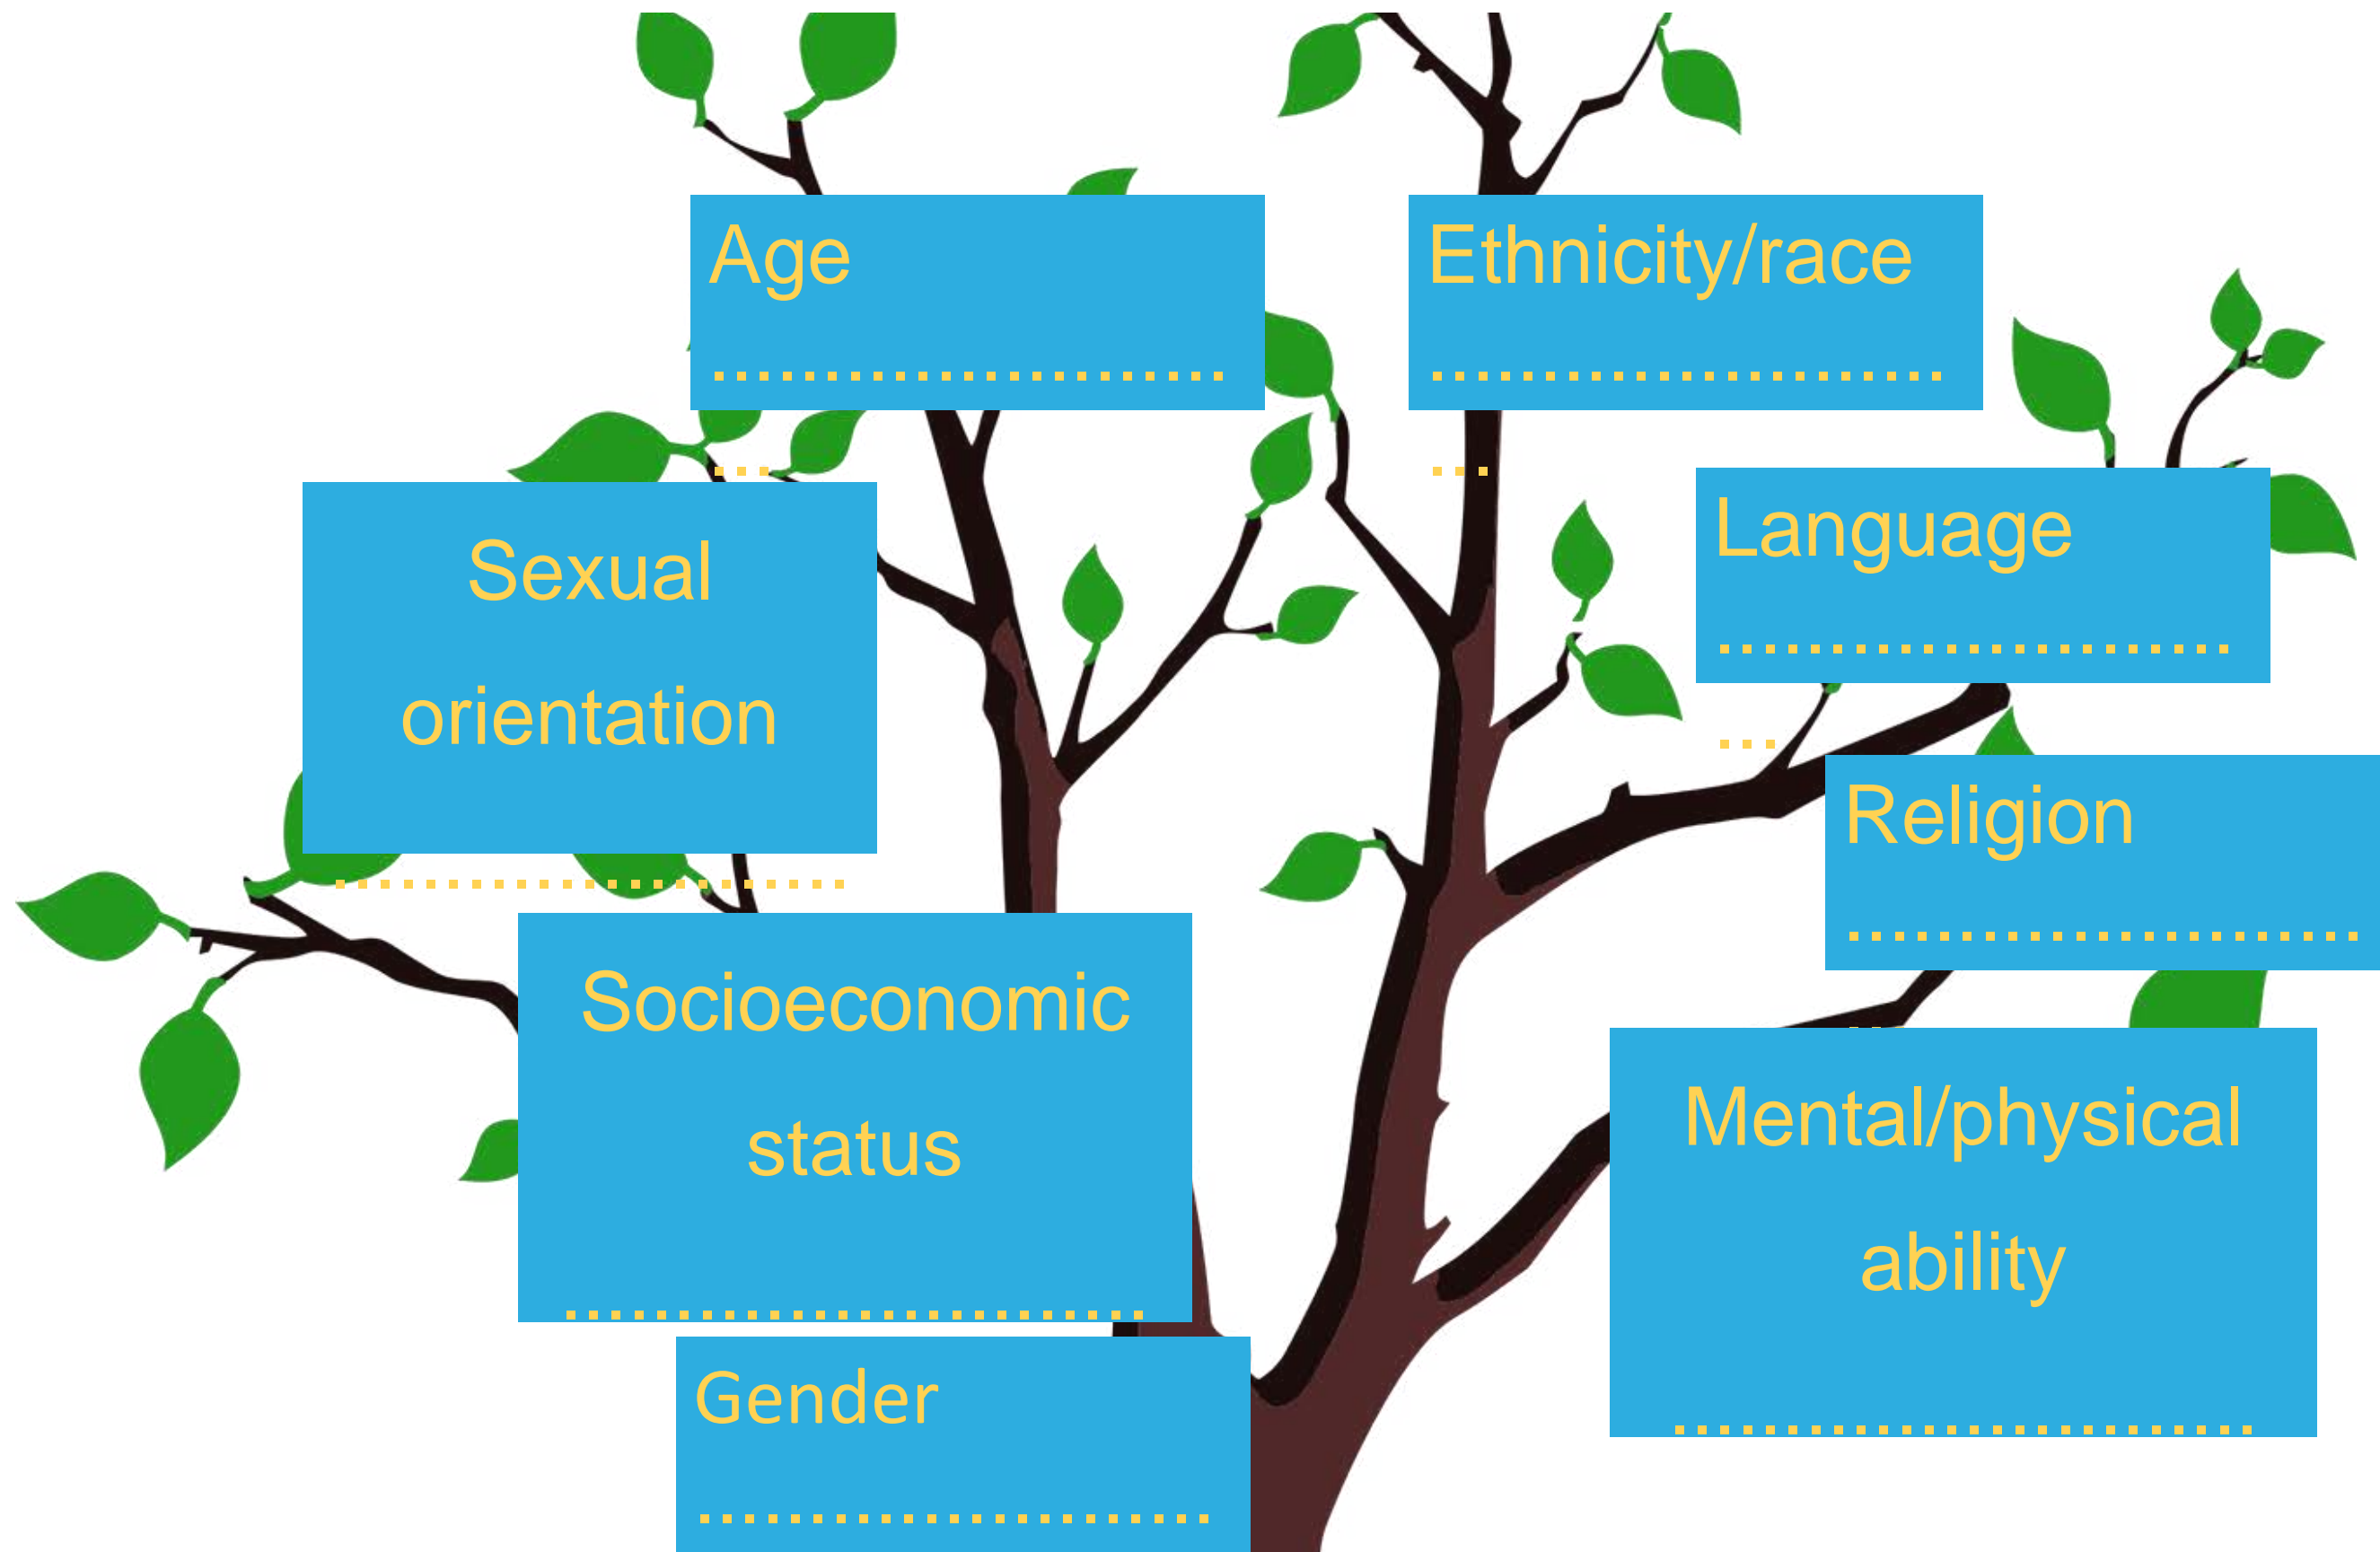 Age
.......................
...
Ethnicity/race
.......................
...
Sexual
orientation
.......................
Language
.......................
...
Religion
.......................
Socioeconomic
status
..........................
Mental/physical
ability
..........................
Gender
.......................